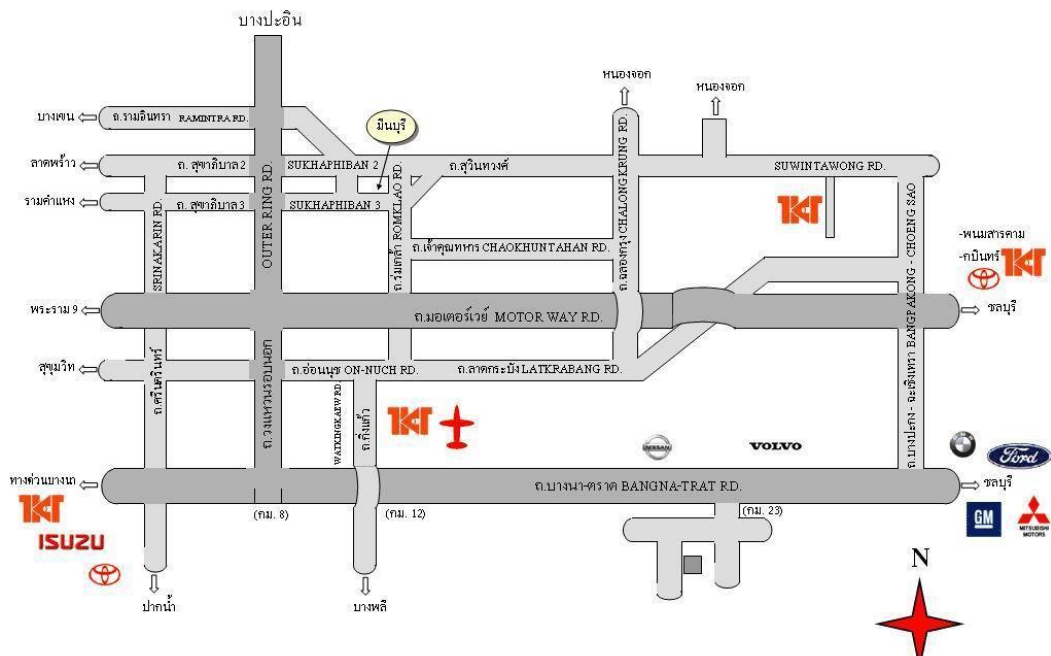 บางปะอิน
หนองจอก
หนองจอก
บางเขน
ถ.รามอินทรา RAMINTRA RD.
มีนบุรี
ลาดพร้าว
ถ. สุขาภิบาล2 SUKHAPHIBAN 2
ถ.สุวินทวงศ์
SUWINTAWONG RD.
รามคำแหง
ถ. สุขาภิบาล3 SUKHAPHIBAN 3
TKT
SRINAKARIN RD.
OUTER RING RD.
ถ.ร่มเกล้า ROMKLAO RD.
ถ.ฉลองกรุง CHALONGKRUNG RD.
ถ.เจ้าคุณทหาร CHAOKHUNTAHAN RD.
-พนมสารคาม
-กบินทร์
TKT
พระราม 9
ถ.มอเตอร์เวย์ MOTOR WAY RD.
ชลบุรี
สุขุมวิท
ถ.อ่อนนุช ON-NUCH RD.
ถ.ลาดกระบัง LATKRABANG RD.
ถ.ศรีนครินทร์
ถ.วงแหวนรอบนอก
WATKINGKAEW RD.
ถ.กิ่งแก้ว
TKT
ถ.บางปะกง - ฉะเชิงเทรา BANGPAKONG - CHOENG SAO
NISSAN
VOLVO
BMW
Ford
ทางด่วนบางนา
ถ.บางนา-ตราด BANGNA-TRAT RD.
ชลบุรี
TKT
(กม. 8)
(กม. 12)
(กม. 23)
GM
MITSUBISHI
MOTORS
ISUZU
ปากน้ำ
บางพลี
N